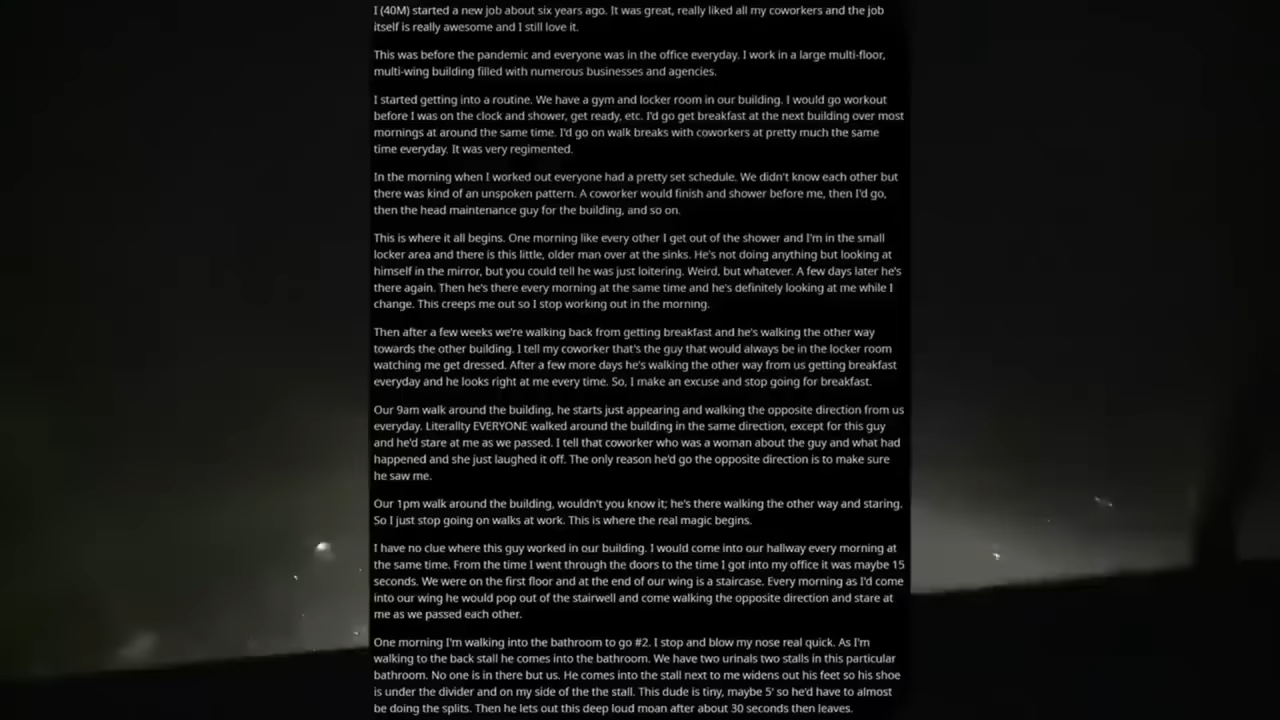 I (40M) started a new job about six years ago. It was great, really liked all my coworkers and the job
itself is really awesome and I still love it.
This was before the pandemic and everyone was in the office everyday. I work in a large multi-floor,
multi-wing building filled with numerous businesses and agencies.
I started getting into a routine. We have a gym and locker room in our building. I would go workout
before I was on the clock and shower, get ready, etc. I'd go get breakfast at the next building over most
mornings at around the same time. I'd go on walk breaks with coworkers at pretty much the same
time everyday. It was very regimented.
In the morning when I worked out everyone had a pretty set schedule. We didn't know each other but
there was kind of an unspoken pattern. A coworker would finish and shower before me, then I'd go,
then the head maintenance guy for the building, and so on.
This is where it all begins. One morning like every other I get out of the shower and I'm in the small
locker area and there is this little, older man over at the sinks. He's not doing anything but looking at
himself in the mirror, but you could tell he was just loitering. Weird, but whatever. A few days later he's
there again. Then he's there every morning at the same time and he's definitely looking at me while I
change. This creeps me out so I stop working out in the morning.
Then after a few weeks we're walking back from getting breakfast and he's walking the other way
towards the other building. I tell my coworker that's the guy that would always be in the locker room
watching me get dressed. After a few more days he's walking the other way from us getting breakfast
everyday and he looks right at me every time. So, I make an excuse and stop going for breakfast.
Our 9am walk around the building, he starts just appearing and walking the opposite direction from us
everyday. Literallty EVERYONE walked around the building in the same direction, except for this guy
and he'd stare at me as we passed. I tell that coworker who was a woman about the guy and what had
happened and she just laughed it off. The only reason he'd go the opposite direction is to make sure
he saw me.
Our 1pm walk around the building, wouldn't you know it; he's there walking the other way and staring.
So I just stop going on walks at work. This is where the real magic begins.
I have no clue where this guy worked in our building. I would come into our hallway every morning at
the same time. From the time I went through the doors to the time I got into my office it was maybe 15
seconds. We were on the first floor and at the end of our wing is a staircase. Every morning as I'd come
into our wing he would pop out of the stairwell and come walking the opposite direction and stare at
me as we passed each other.
One morning I'm walking into the bathroom to go #2. I stop and blow my nose real quick. As I'm
walking to the back stall he comes into the bathroom. We have two urinals two stalls in this particular
bathroom. No one is in there but us. He comes into the stall next to me widens out his feet so his shoe
is under the divider and on my side of the the stall. This dude is tiny, maybe 5' so he'd have to almost
be doing the splits. Then he lets out this deep loud moan after about 30 seconds then leaves.